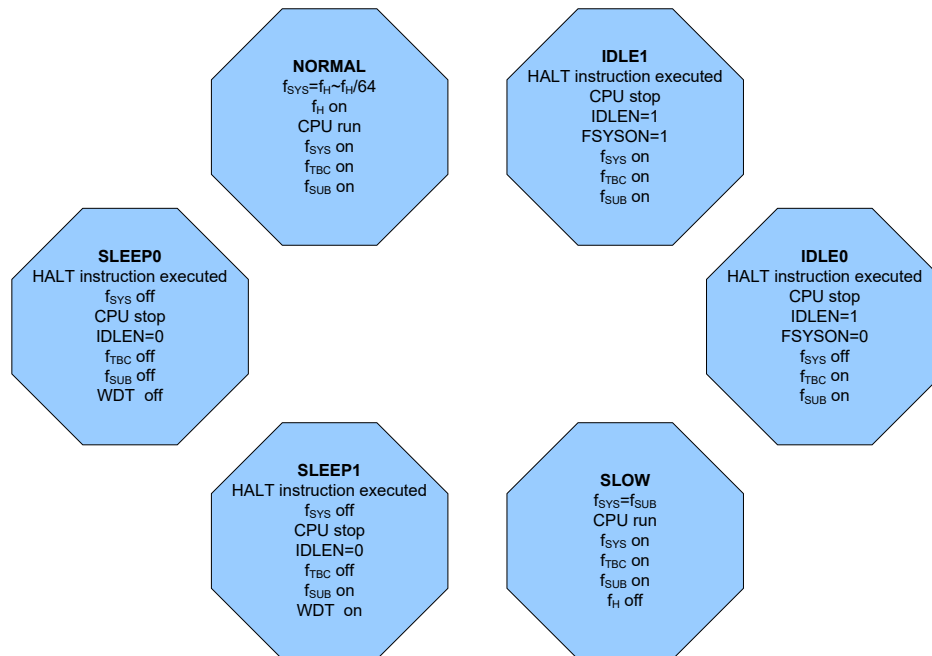 NORMAL
fSYS=fH~fH/64
fH on
CPU run
fSYS on
fTBC on
fSUB on
IDLE1
HALT instruction executed
CPU stop
IDLEN=1
FSYSON=1
fSYS on
fTBC on
fSUB on
SLEEP0
HALT instruction executed
fSYS off
CPU stop
IDLEN=0
fTBC off
fSUB off
WDT off
IDLE0
HALT instruction executed
CPU stop
IDLEN=1
FSYSON=0
fSYS off
fTBC on
fSUB on
SLEEP1
HALT instruction executed
fSYS off
CPU stop
IDLEN=0
fTBC off
fSUB on
WDT on
SLOW
fSYS=fSUB
CPU run
fSYS on
fTBC on
fSUB on
fH off